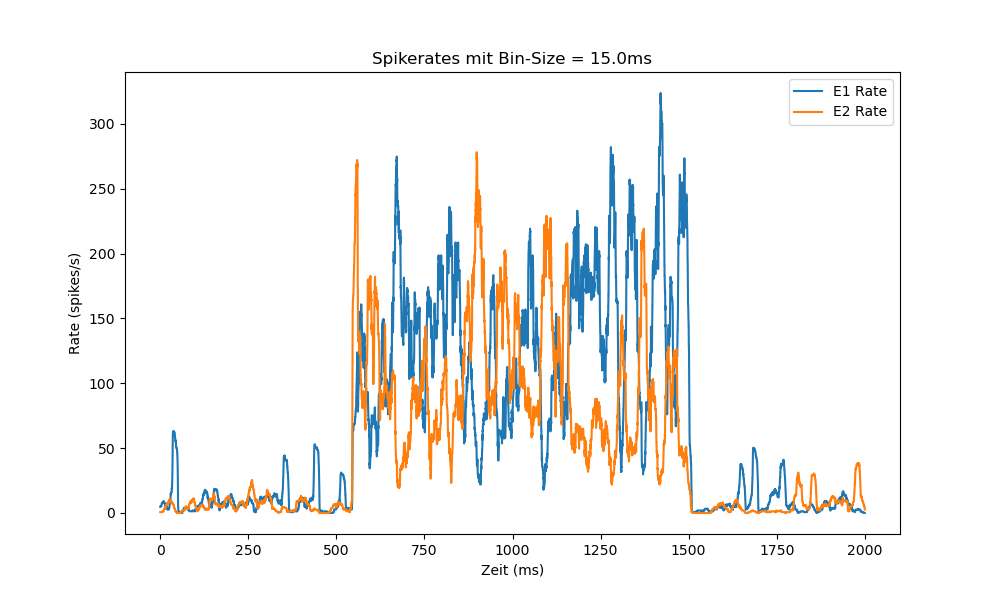 Spikerates mit Bin-Size = 15.0ms
E1 Rate
E2 Rate
Rate (spikes/s)
300
250
200
150
100
50
0
0 250 500 750 1000 1250 1500 1750 2000
Zeit (ms)